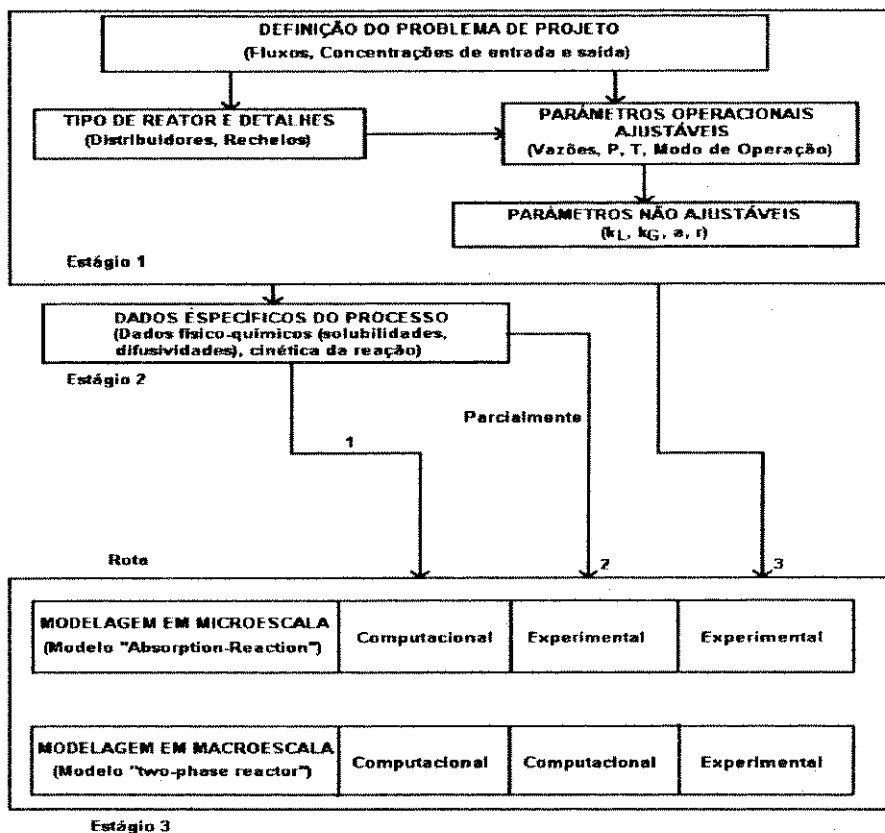 DEFINIÇÃO DO PROBLEMA DE PROJETO
(Fluxos, Concentrações de entrada e saída)
TIPO DE REATOR E DETALHES
(Distribuidores, Recheios)
PARÂMETROS OPERACIONAIS
AJUSTÁVEIS
(Vazões, P, T, Modo de Operação)
PARÂMETROS NÃO AJUSTÁVEIS
(kL, kG, a, r)
Estágio 1
DADOS ESPECÍFICOS DO PROCESSO
(Dados físico-químicos (solubilidades,
difusividades), cinética da reação)
Estágio 2
Parcialmente
1
Rota
2
3
MODELAGEM EM MICROESCALA
(Modelo "Absorption-Reaction")
Computacional
Experimental
Experimental
MODELAGEM EM MACROESCALA
(Modelo "two-phase reactor")
Computacional
Computacional
Experimental
Estágio 3